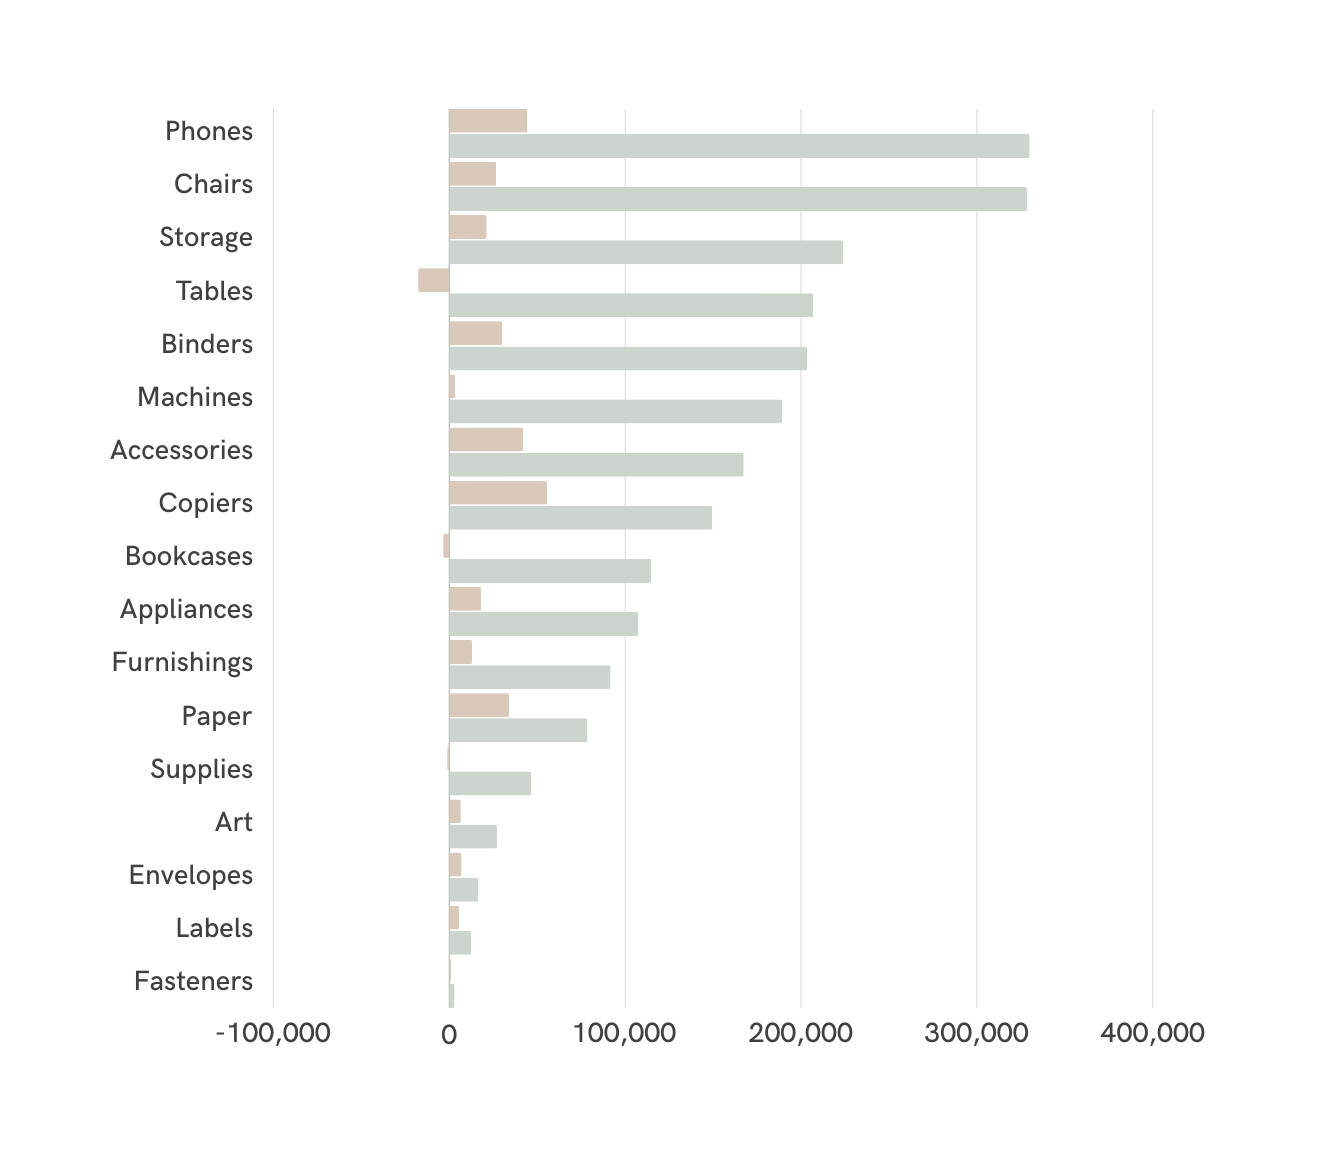 Phones
Chairs
Storage
Tables
Binders
Machines
Accessories
Copiers
Bookcases
Appliances
Furnishings
Paper
Supplies
Art
Envelopes
Labels
Fasteners
-100,000 0 100,000 200,000 300,000 400,000